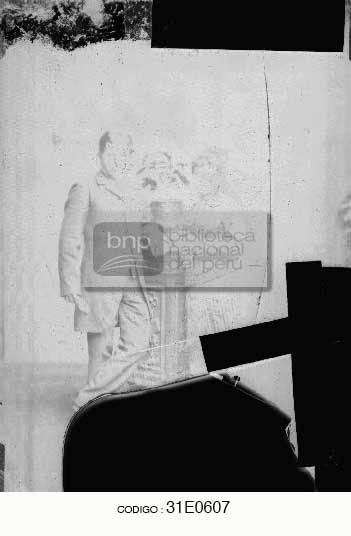 bnp
biblioteca
nacional
del perú
CODIGO : 31E0607